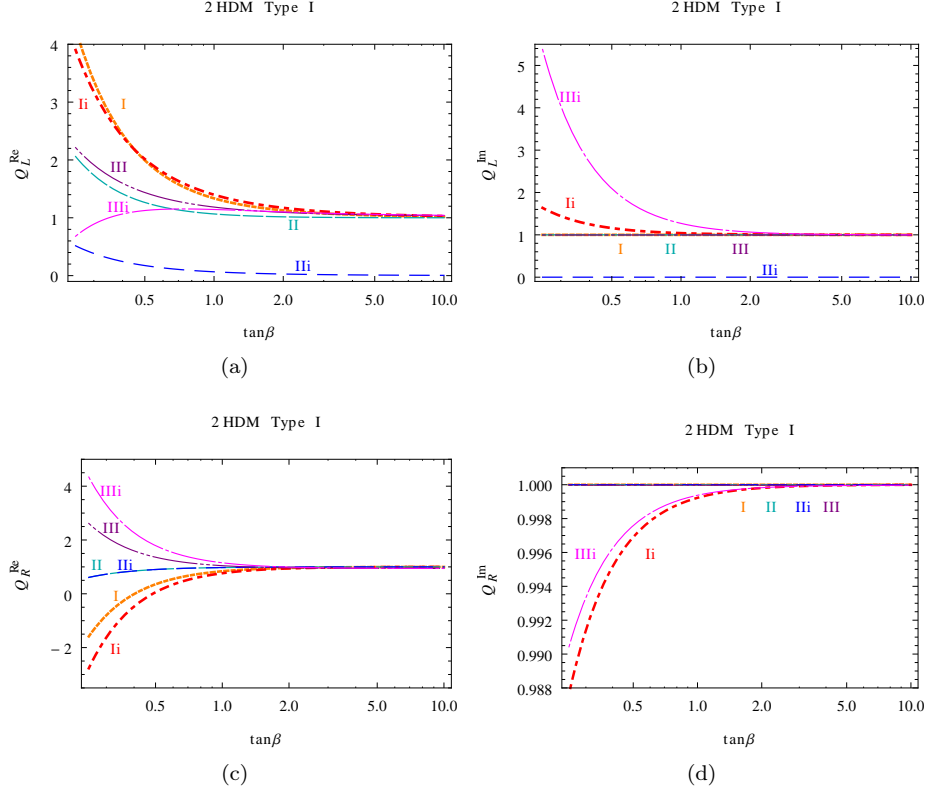 2 HDM Type I
Q_L^Re
4
3
2
1
0
Ii
I
III
IIIi
II
IIi
0.5 1.0 2.0 5.0 10.0
tanβ
(a)
2 HDM Type I
Q_L^Im
5
4
3
2
1
0
IIIi
Ii
I II III
IIi
0.5 1.0 2.0 5.0 10.0
tanβ
(b)
2 HDM Type I
Q_R^Re
4
2
0
−2
IIIi
III
II IIi
I
Ii
0.5 1.0 2.0 5.0 10.0
tanβ
(c)
2 HDM Type I
Q_R^Im
1.000
0.998
0.996
0.994
0.992
0.990
0.988
I II IIi III
IIIi Ii
0.5 1.0 2.0 5.0 10.0
tanβ
(d)